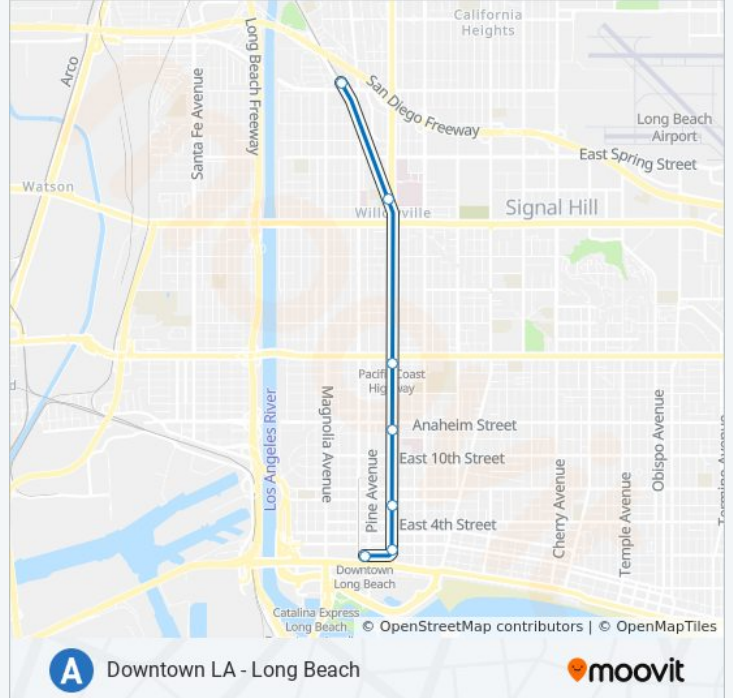 California
Heights
Arco
Long Beach Freeway
Santa Fe Avenue
San Diego Freeway
Long Beach
Airport
East Spring Street
Watson
Signal Hill
Pacific Coast
Highway
Magnolia Avenue
Anaheim Street
Pine Avenue
East 10th Street
Los Angeles River
Obispo Avenue
Cherry Avenue
Temple Avenue
East 4th Street
Downtown
Long Beach
Catalina Express
Long Beach
© OpenStreetMap contributors | © OpenMapTiles
A Downtown LA - Long Beach
moovit